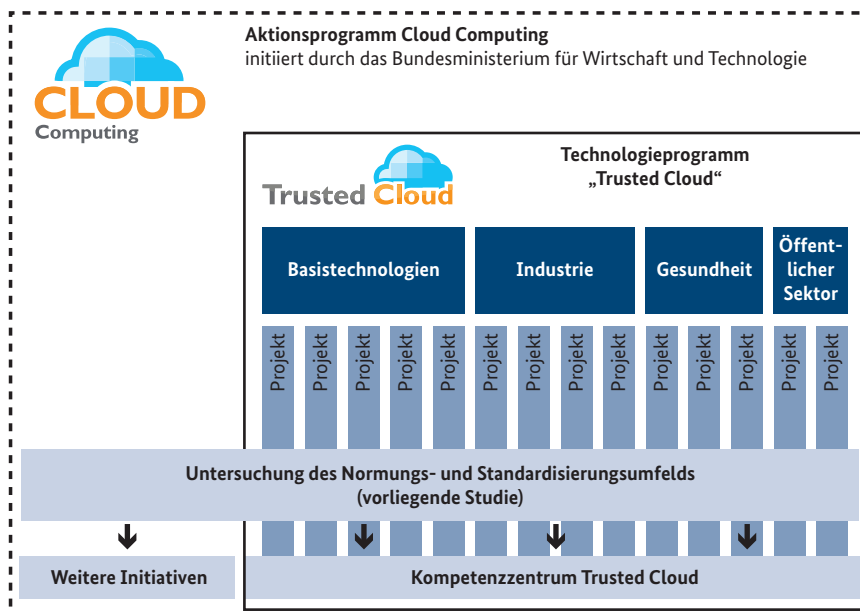 Aktionsprogramm Cloud Computing
initiiert durch das Bundesministerium für Wirtschaft und Technologie
CLOUD
Computing
Technologieprogramm
„Trusted Cloud“
Trusted Cloud
Basistechnologien
Industrie
Gesundheit
Öffent-
licher
Sektor
Projekt
Projekt
Projekt
Projekt
Projekt
Projekt
Projekt
Projekt
Projekt
Projekt
Projekt
Projekt
Projekt
Projekt
Untersuchung des Normungs- und Standardisierungsumfelds
(vorliegende Studie)
Weitere Initiativen
Kompetenzzentrum Trusted Cloud